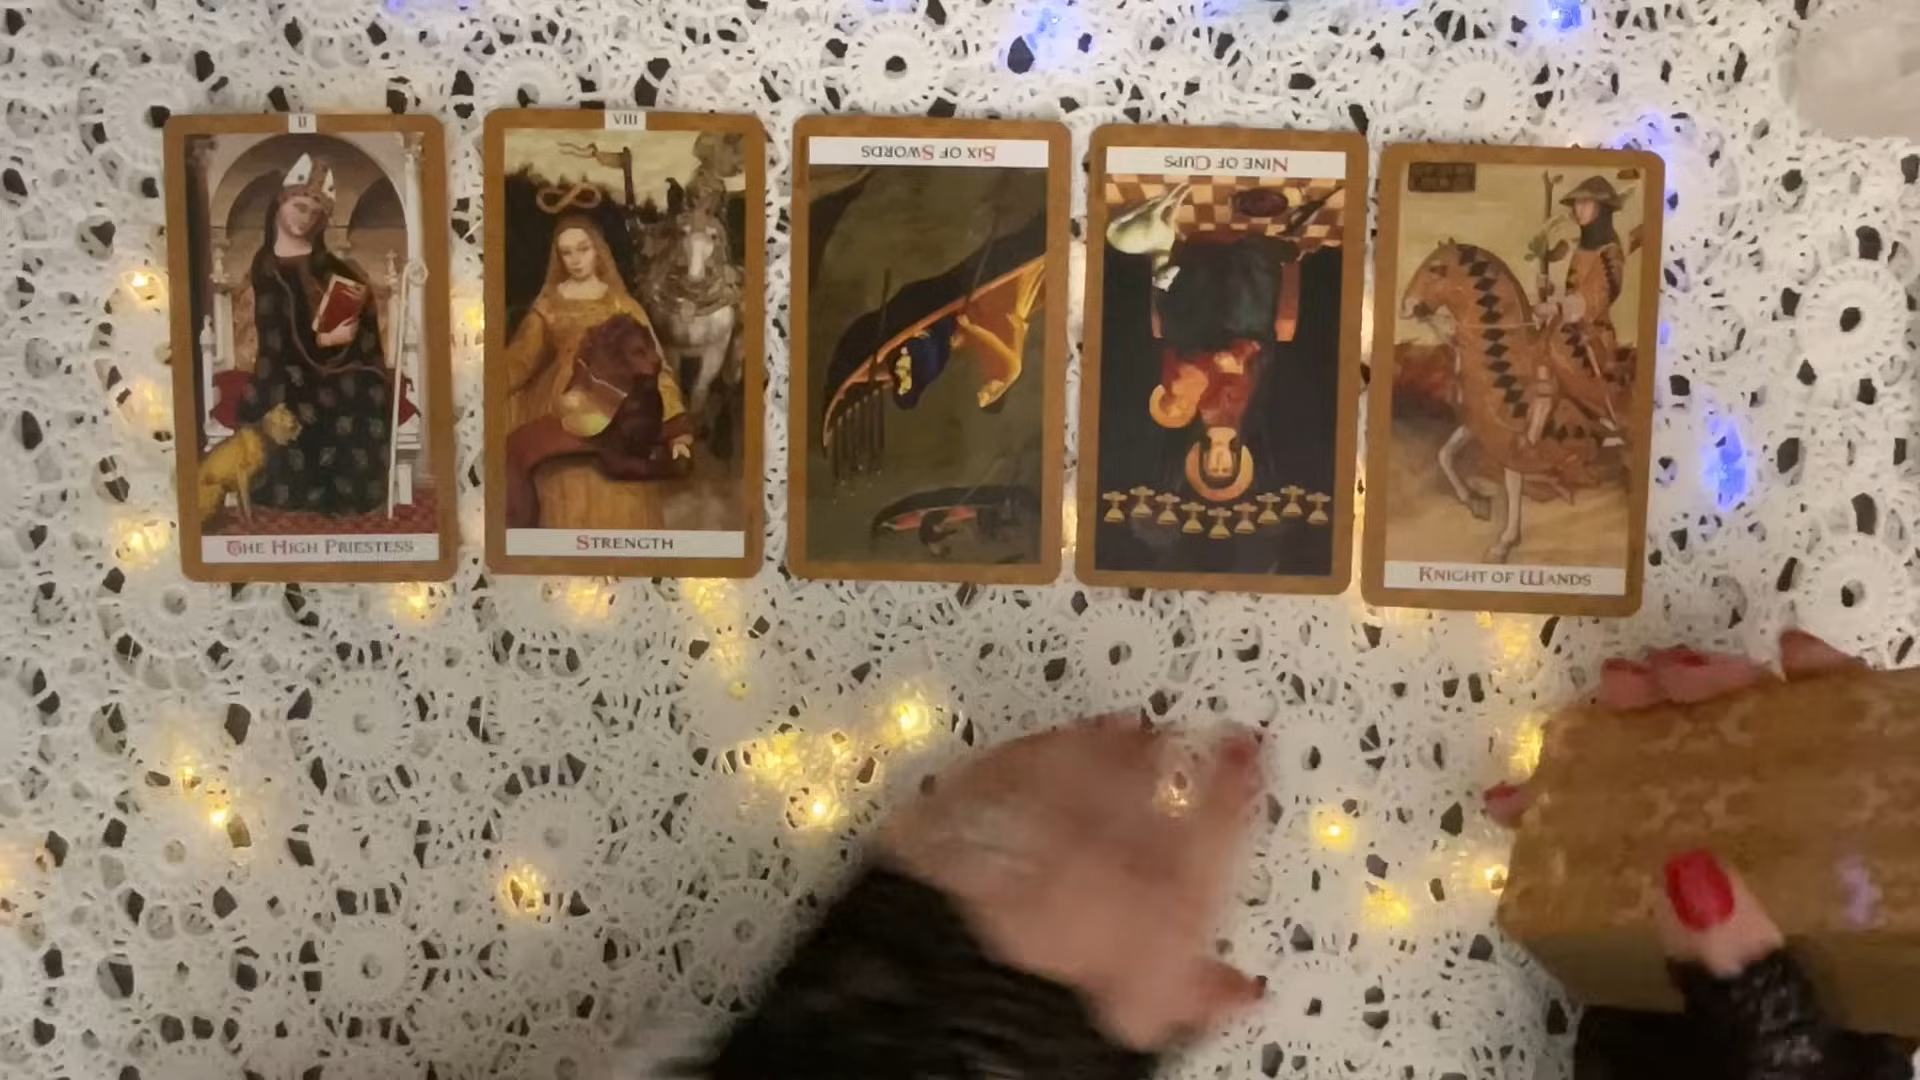 II
THE HIGH PRIESTESS
VIII
STRENGTH
SIX OF SWORDS
NINE OF CUPS
KNIGHT OF WANDS